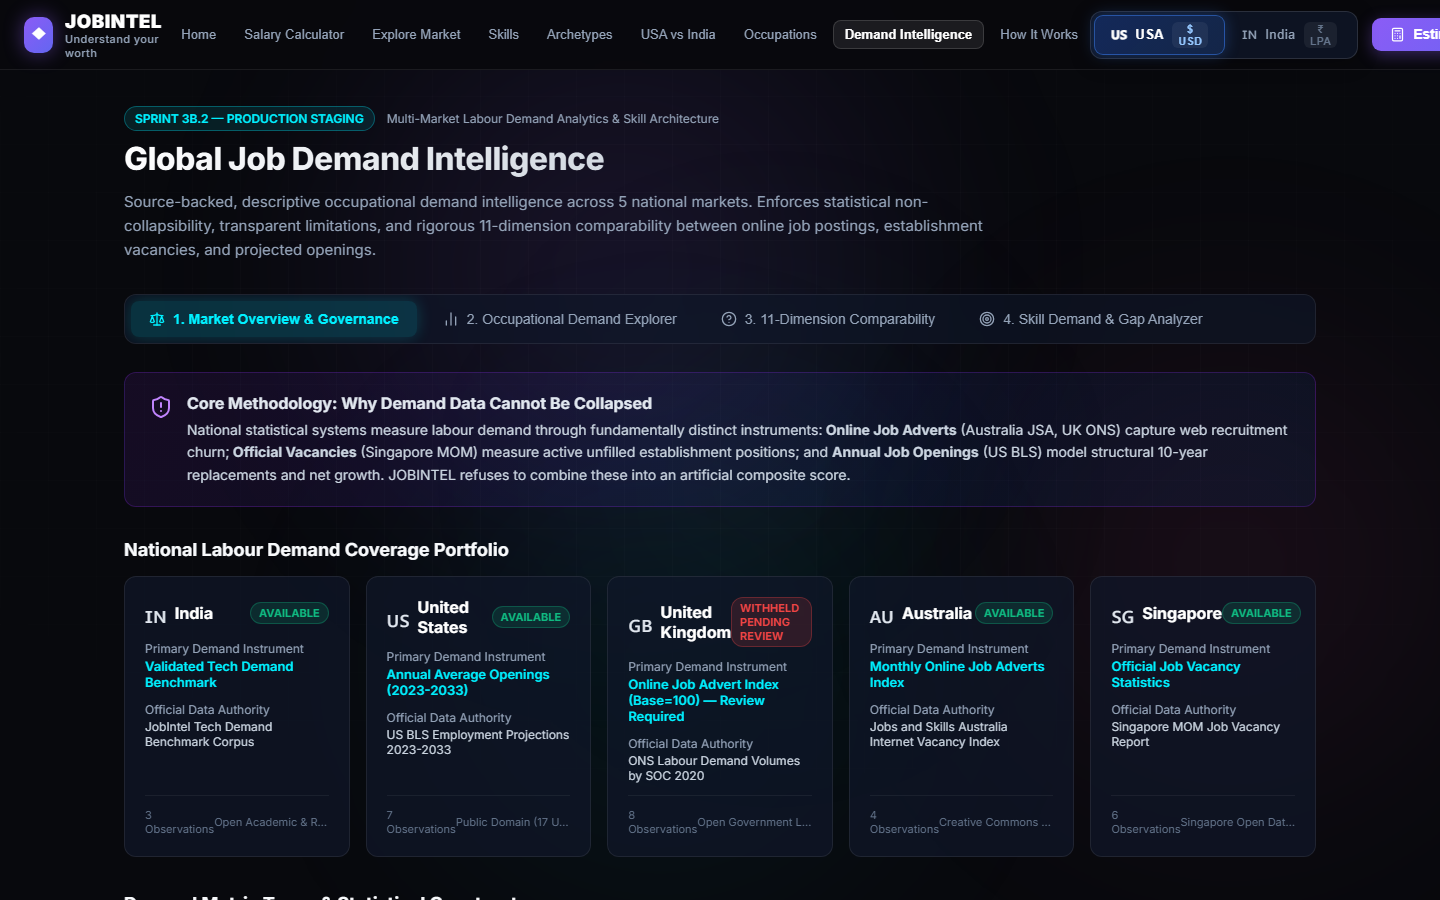 JOBINTEL
Understand your
worth
Home
Salary Calculator
Explore Market
Skills
Archetypes
USA vs India
Occupations
Demand Intelligence
How It Works
US USA $ USD
IN India ₹ LPA
SPRINT 3B.2 — PRODUCTION STAGING
Multi-Market Labour Demand Analytics & Skill Architecture
Global Job Demand Intelligence
Source-backed, descriptive occupational demand intelligence across 5 national markets. Enforces statistical non-
collapsibility, transparent limitations, and rigorous 11-dimension comparability between online job postings, establishment
vacancies, and projected openings.
1. Market Overview & Governance
2. Occupational Demand Explorer
3. 11-Dimension Comparability
4. Skill Demand & Gap Analyzer
Core Methodology: Why Demand Data Cannot Be Collapsed
National statistical systems measure labour demand through fundamentally distinct instruments: Online Job Adverts (Australia JSA, UK ONS) capture web recruitment
churn; Official Vacancies (Singapore MOM) measure active unfilled establishment positions; and Annual Job Openings (US BLS) model structural 10-year
replacements and net growth. JOBINTEL refuses to combine these into an artificial composite score.
National Labour Demand Coverage Portfolio
IN India
AVAILABLE
Primary Demand Instrument
Validated Tech Demand
Benchmark
Official Data Authority
JobIntel Tech Demand
Benchmark Corpus
3
Observations
Open Academic & R...
US United
States
AVAILABLE
Primary Demand Instrument
Annual Average Openings
(2023-2033)
Official Data Authority
US BLS Employment Projections
2023-2033
7
Observations
Public Domain (17 U...
GB United
Kingdom
WITHHELD
PENDING
REVIEW
Primary Demand Instrument
Online Job Advert Index
(Base=100) — Review
Required
Official Data Authority
ONS Labour Demand Volumes
by SOC 2020
8
Observations
Open Government L...
AU Australia
AVAILABLE
Primary Demand Instrument
Monthly Online Job Adverts
Index
Official Data Authority
Jobs and Skills Australia
Internet Vacancy Index
4
Observations
Creative Commons ...
SG Singapore
AVAILABLE
Primary Demand Instrument
Official Job Vacancy
Statistics
Official Data Authority
Singapore MOM Job Vacancy
Report
6
Observations
Singapore Open Dat...